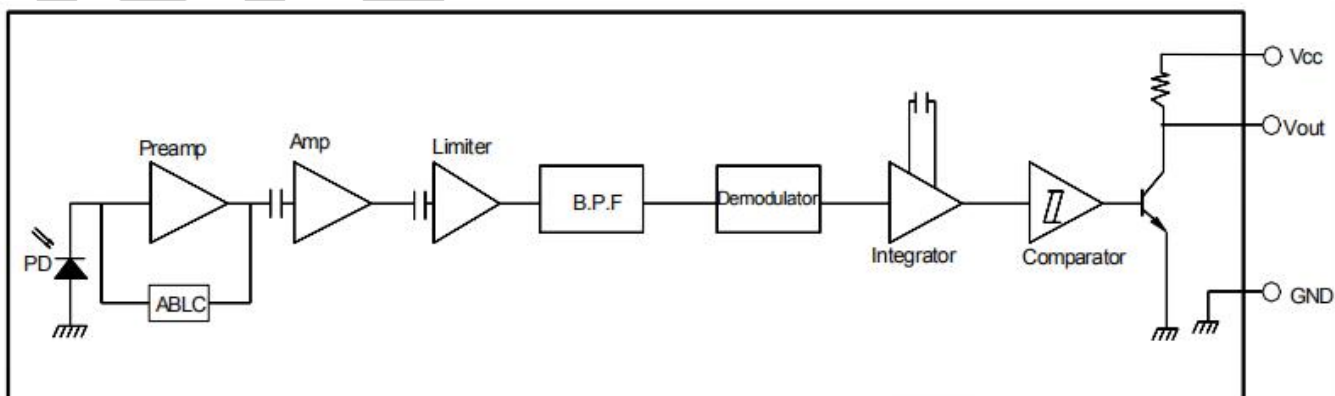 Vcc
Vout
Preamp
Amp
Limiter
B.P.F
Demodulator
Integrator
Comparator
PD
ABLC
GND